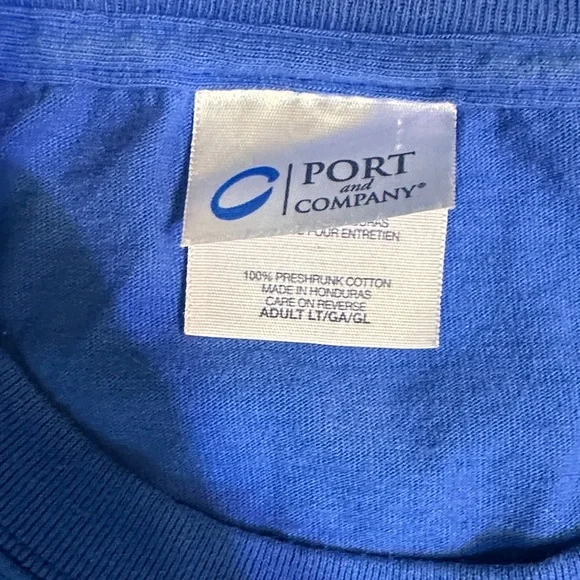 PORT
and
COMPANY®
POUR ENTRETIEN
100% PRESHRUNK COTTON
MADE IN HONDURAS
CARE ON REVERSE
ADULT LT/GA/GL